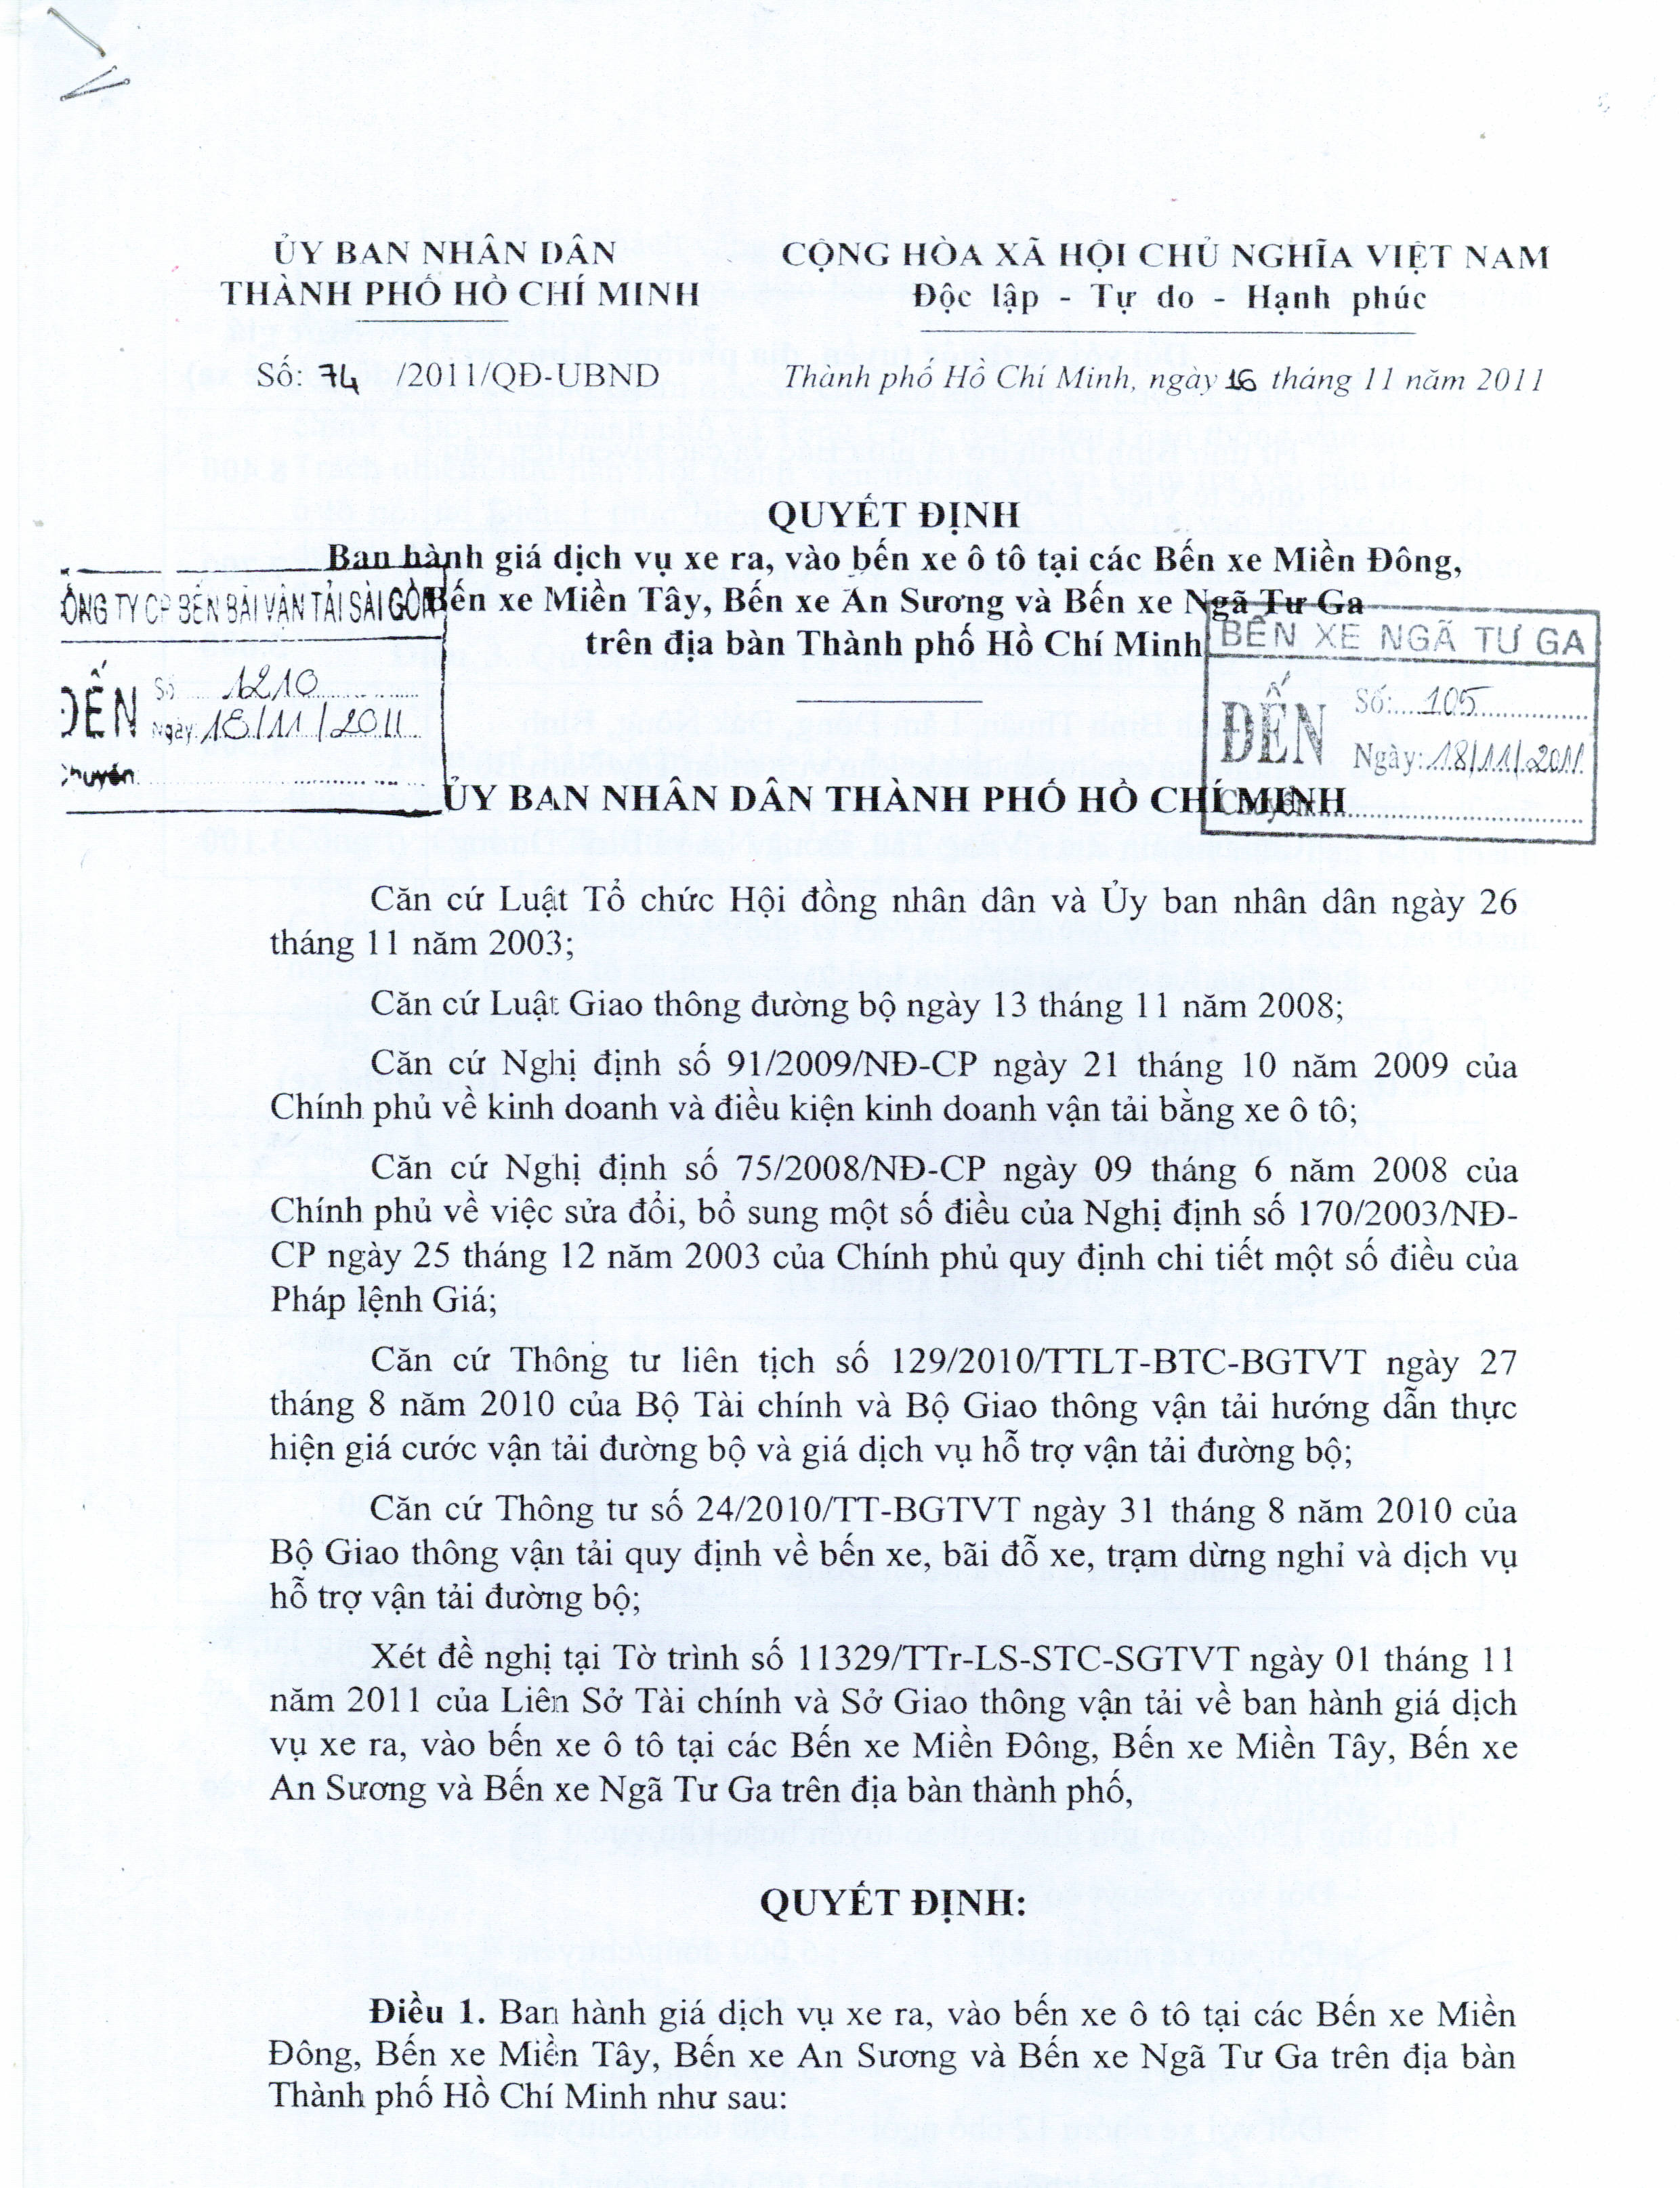 ỦY BAN NHÂN DÂN
THÀNH PHỐ HỒ CHÍ MINH
CỘNG HÒA XÃ HỘI CHỦ NGHĨA VIỆT NAM
Độc lập - Tự do - Hạnh phúc
Số: 74 /2011/QĐ-UBND
Thành phố Hồ Chí Minh, ngày 16 tháng 11 năm 2011
QUYẾT ĐỊNH
Ban hành giá dịch vụ xe ra, vào bến xe ô tô tại các Bến xe Miền Đông,
Bến xe Miền Tây, Bến xe An Sương và Bến xe Ngã Tư Ga
trên địa bàn Thành phố Hồ Chí Minh
ÔNG TY CP BẾN BÃI VẬN TẢI SÀI GÒN
ĐẾN
Số 1210
Ngày: 18/11/2011
Chuyển:
BẾN XE NGÃ TƯ GA
ĐẾN
Số: 105
Ngày: 18/11/2011
Chuyển:
ỦY BAN NHÂN DÂN THÀNH PHỐ HỒ CHÍ MINH
Căn cứ Luật Tổ chức Hội đồng nhân dân và Ủy ban nhân dân ngày 26
tháng 11 năm 2003;
Căn cứ Luật Giao thông đường bộ ngày 13 tháng 11 năm 2008;
Căn cứ Nghị định số 91/2009/NĐ-CP ngày 21 tháng 10 năm 2009 của
Chính phủ về kinh doanh và điều kiện kinh doanh vận tải bằng xe ô tô;
Căn cứ Nghị định số 75/2008/NĐ-CP ngày 09 tháng 6 năm 2008 của
Chính phủ về việc sửa đổi, bổ sung một số điều của Nghị định số 170/2003/NĐ-
CP ngày 25 tháng 12 năm 2003 của Chính phủ quy định chi tiết một số điều của
Pháp lệnh Giá;
Căn cứ Thông tư liên tịch số 129/2010/TTLT-BTC-BGTVT ngày 27
tháng 8 năm 2010 của Bộ Tài chính và Bộ Giao thông vận tải hướng dẫn thực
hiện giá cước vận tải đường bộ và giá dịch vụ hỗ trợ vận tải đường bộ;
Căn cứ Thông tư số 24/2010/TT-BGTVT ngày 31 tháng 8 năm 2010 của
Bộ Giao thông vận tải quy định về bến xe, bãi đỗ xe, trạm dừng nghỉ và dịch vụ
hỗ trợ vận tải đường bộ;
Xét đề nghị tại Tờ trình số 11329/TTr-LS-STC-SGTVT ngày 01 tháng 11
năm 2011 của Liên Sở Tài chính và Sở Giao thông vận tải về ban hành giá dịch
vụ xe ra, vào bến xe ô tô tại các Bến xe Miền Đông, Bến xe Miền Tây, Bến xe
An Sương và Bến xe Ngã Tư Ga trên địa bàn thành phố,
QUYẾT ĐỊNH:
Điều 1. Ban hành giá dịch vụ xe ra, vào bến xe ô tô tại các Bến xe Miền
Đông, Bến xe Miền Tây, Bến xe An Sương và Bến xe Ngã Tư Ga trên địa bàn
Thành phố Hồ Chí Minh như sau: